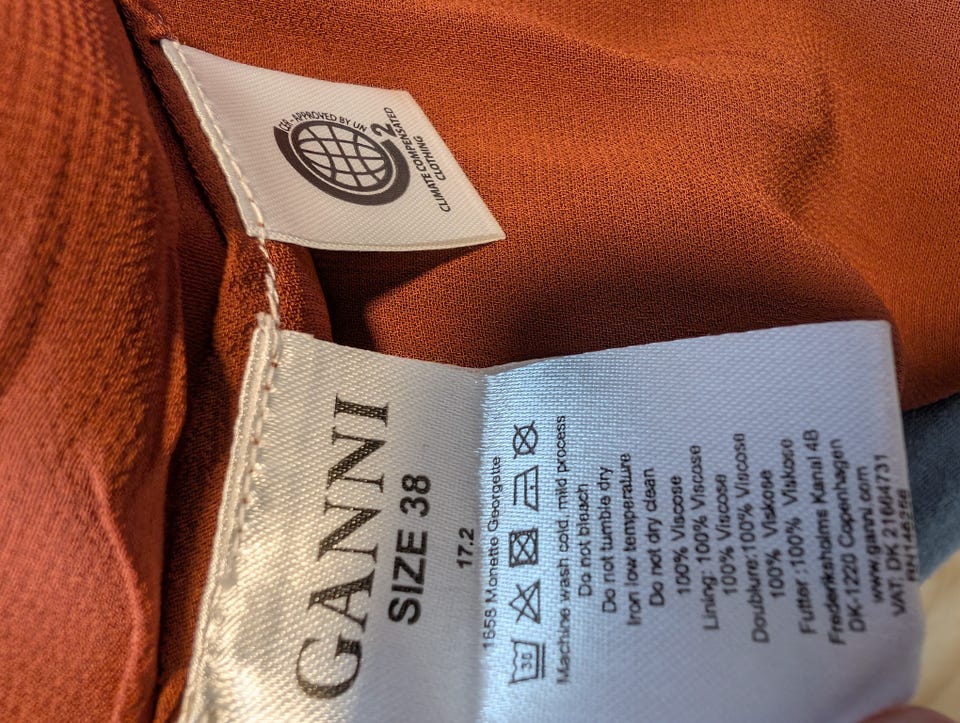 CER - APPROVED BY UN
2
CLIMATE COMPENSATED
CLOTHING
GANNI
SIZE 38
17.2
1658 Monette Georgette
30
Machine wash cold, mild process
Do not bleach
Do not tumble dry
Iron low temperature
Do not dry clean
100% Viscose
Lining: 100% Viscose
100% Viscose
Doublure:100% Viscose
100% Viskose
Futter :100% Viskose
Frederiksholms Kanal 4B
DK-1220 Copenhagen
www.ganni.com
VAT: DK 21664731